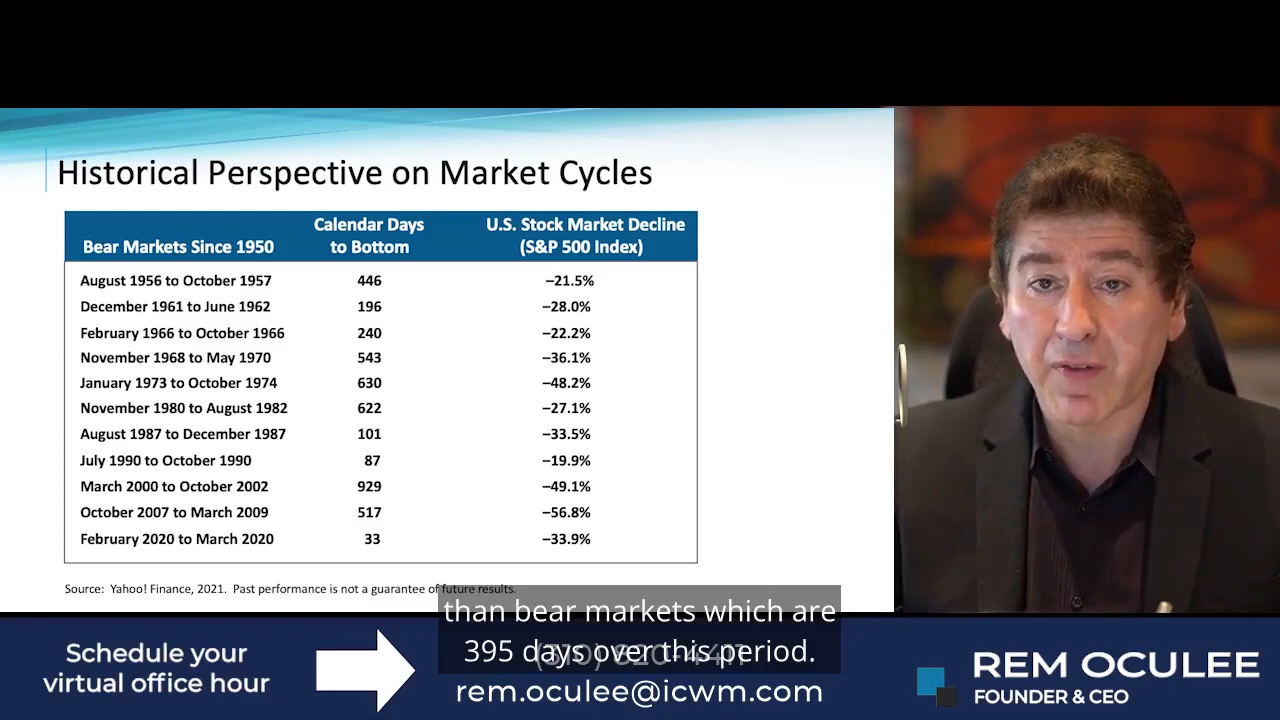 Historical Perspective on Market Cycles
Bear Markets Since 1950 Calendar Days to Bottom U.S. Stock Market Decline (S&P 500 Index)
August 1956 to October 1957 446 –21.5%
December 1961 to June 1962 196 –28.0%
February 1966 to October 1966 240 –22.2%
November 1968 to May 1970 543 –36.1%
January 1973 to October 1974 630 –48.2%
November 1980 to August 1982 622 –27.1%
August 1987 to December 1987 101 –33.5%
July 1990 to October 1990 87 –19.9%
March 2000 to October 2002 929 –49.1%
October 2007 to March 2009 517 –56.8%
February 2020 to March 2020 33 –33.9%
Source: Yahoo! Finance, 2021. Past performance is not a guarantee of future results.
than bear markets which are
395 days over this period.
Schedule your
virtual office hour
rem.oculee@icwm.com
REM OCULEE
FOUNDER & CEO